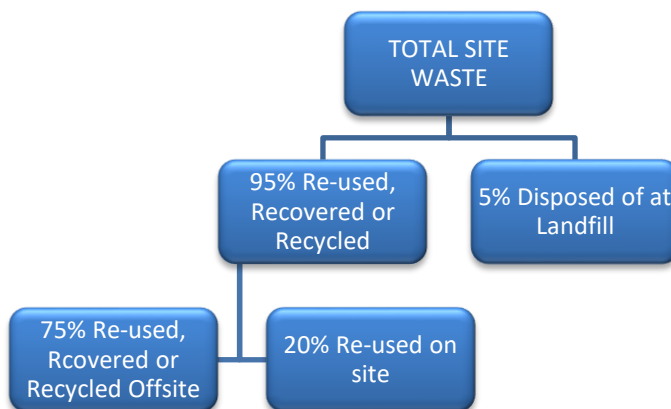 TOTAL SITE
WASTE
95% Re-used,
Recovered or
Recycled
5% Disposed of at
Landfill
75% Re-used,
Rcovered or
Recycled Offsite
20% Re-used on
site